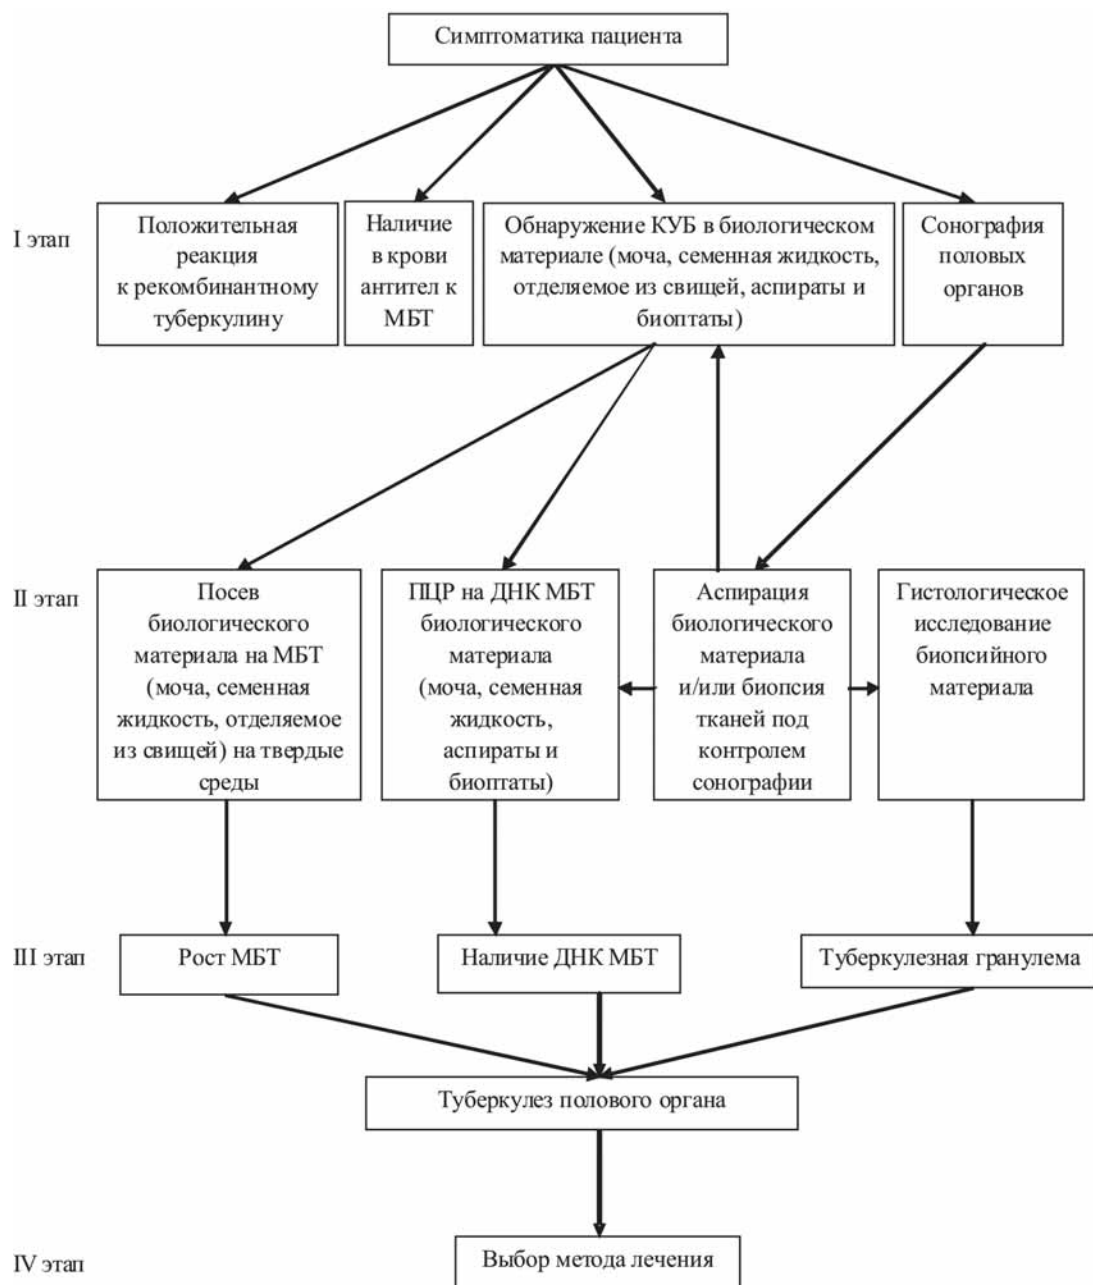 Симптоматика пациента
I этап
Положительная
реакция
к рекомбинантному
туберкулину
Наличие
в крови
антител к
МБТ
Обнаружение КУБ в биологическом
материале (моча, семенная жидкость,
отделяемое из свищей, аспираты и
биоптаты)
Сонография
половых
органов
II этап
Посев
биологического
материала на МБТ
(моча, семенная
жидкость, отделяемое
из свищей) на твердые
среды
ПЦР на ДНК МБТ
биологического
материала
(моча, семенная
жидкость,
аспираты и
биоптаты)
Аспирация
биологического
материала
и/или биопсия
тканей под
контролем
сонографии
Гистологическое
исследование
биопсийного
материала
III этап
Рост МБТ
Наличие ДНК МБТ
Туберкулезная гранулема
Туберкулез полового органа
IV этап
Выбор метода лечения